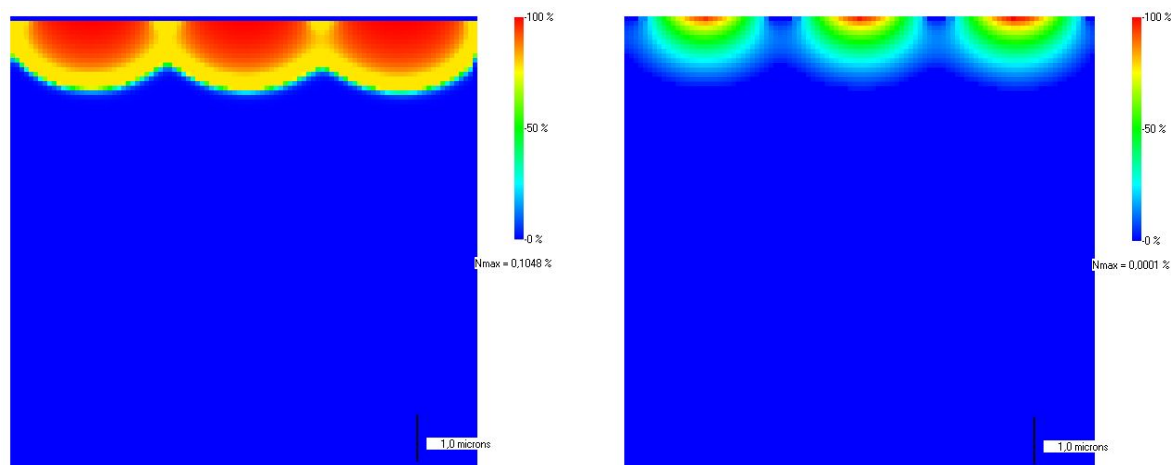 -100 %
-50 %
-0 %
Nmax = 0,1048 %
1,0 microns
-100 %
-50 %
-0 %
Nmax = 0,0001 %
1,0 microns